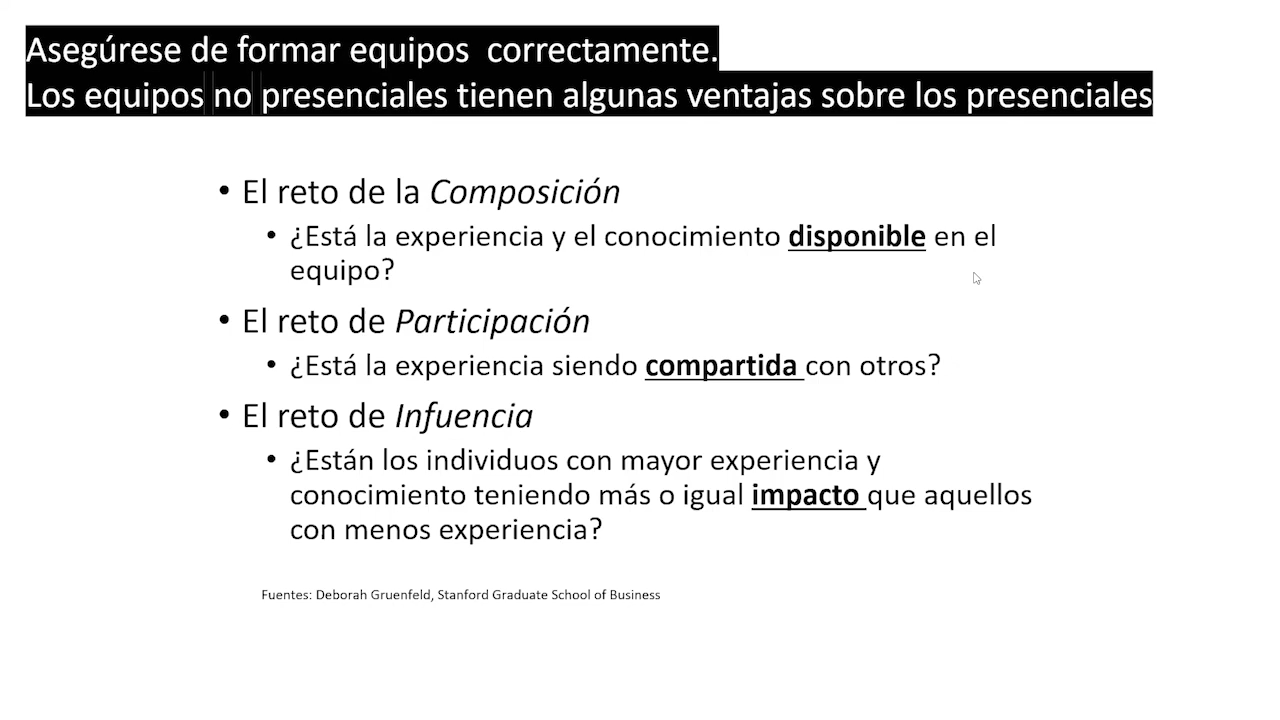 Asegúrese de formar equipos  correctamente.
Los equipos no presenciales tienen algunas ventajas sobre los presenciales
• El reto de la Composición
• ¿Está la experiencia y el conocimiento disponible en el
equipo?
• El reto de Participación
• ¿Está la experiencia siendo compartida con otros?
• El reto de Infuencia
• ¿Están los individuos con mayor experiencia y
conocimiento teniendo más o igual impacto que aquellos
con menos experiencia?
Fuentes: Deborah Gruenfeld, Stanford Graduate School of Business